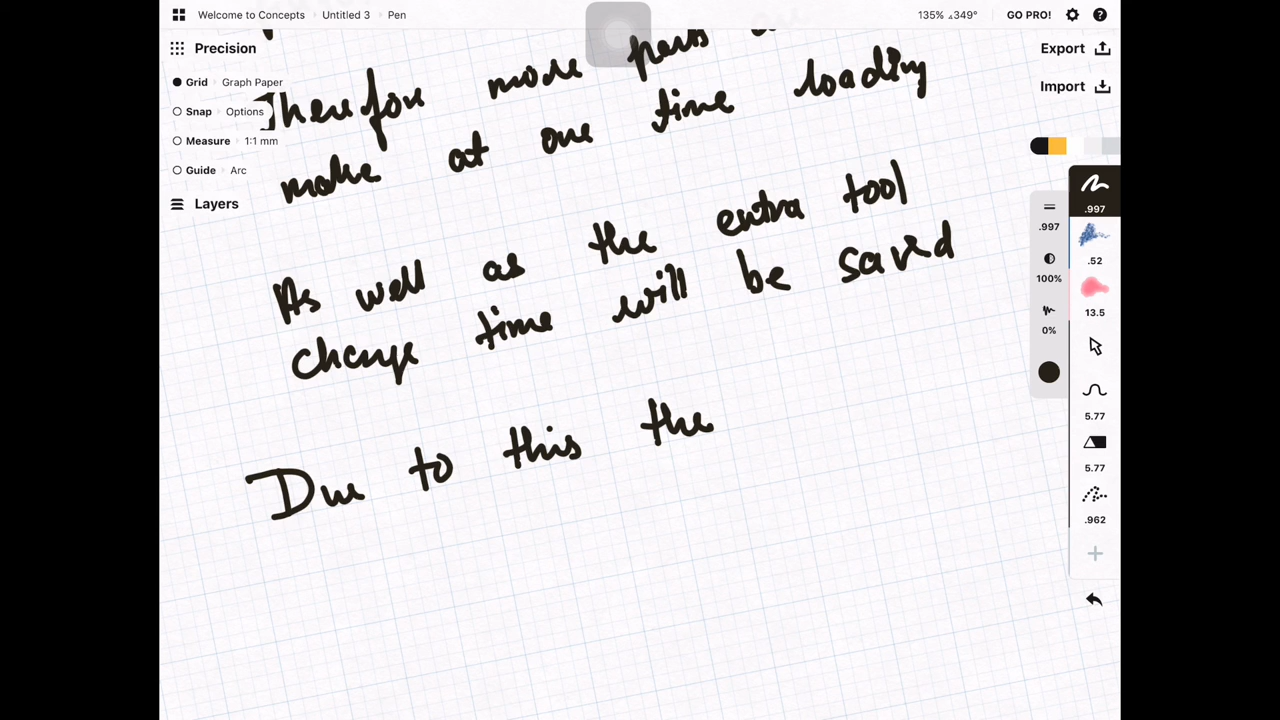 Welcome to Concepts Untitled 3 Pen 135% ⊿349° GO PRO!
Precision
Export
Grid Graph Paper
Import
Snap Options
Measure 1:1 mm
Guide Arc
Layers
Therefore more parts
make at one time loading
As well as the extra tool
change time will be saved
Due to this the
.997
.997
100%
0%
.52
13.5
5.77
5.77
.962